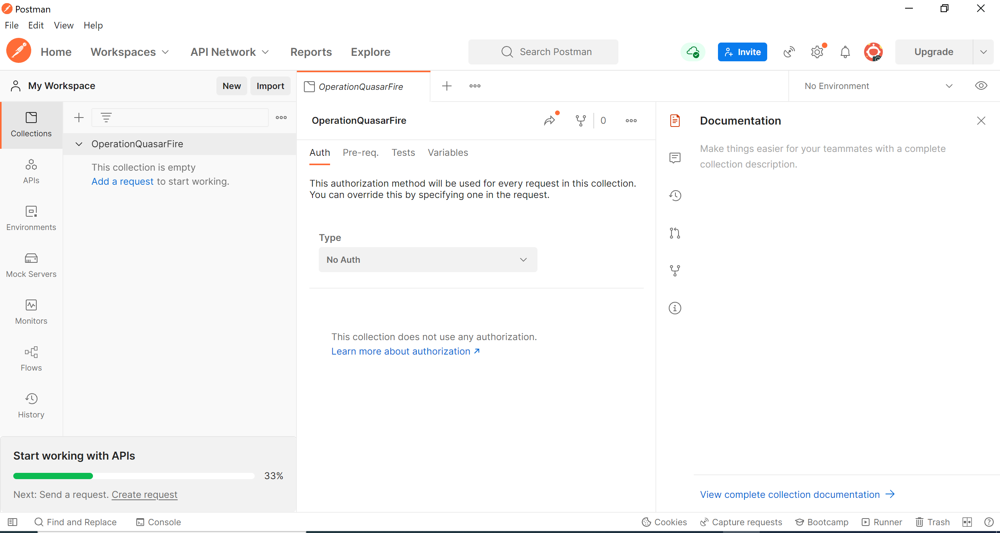 Postman
File Edit View Help
Home Workspaces API Network Reports Explore Search Postman Invite Upgrade
My Workspace New Import
OperationQuasarFire
No Environment
Collections
APIs
Environments
Mock Servers
Monitors
Flows
History
OperationQuasarFire
This collection is empty
Add a request to start working.
OperationQuasarFire 0
Auth Pre-req. Tests Variables
This authorization method will be used for every request in this collection.
You can override this by specifying one in the request.
Type
No Auth
This collection does not use any authorization.
Learn more about authorization
Documentation
Make things easier for your teammates with a complete
collection description.
View complete collection documentation
Start working with APIs
33%
Next: Send a request. Create request
Find and Replace Console Cookies Capture requests Bootcamp Runner Trash